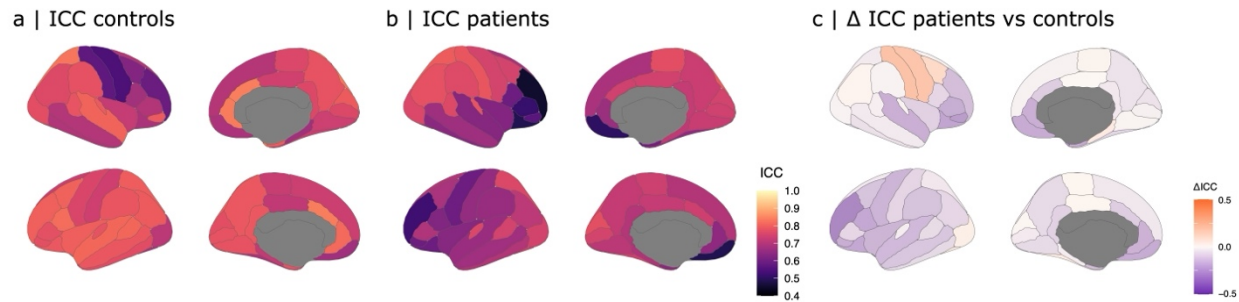 a | ICC controls
b | ICC patients
c | Δ ICC patients vs controls
ICC
1.0
0.9
0.8
0.7
0.6
0.5
0.4
ΔICC
0.5
0.0
−0.5